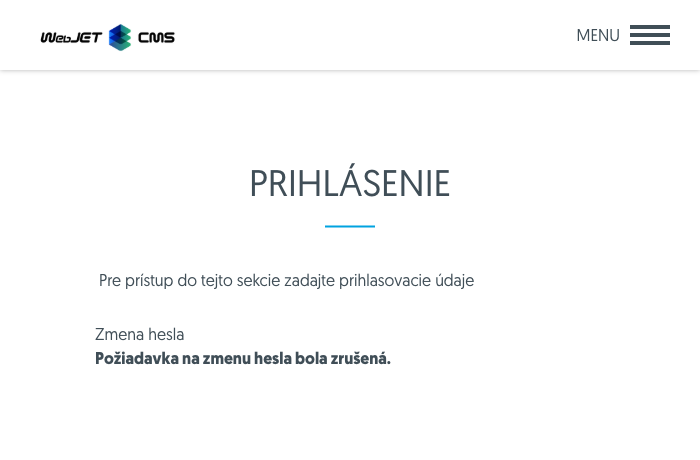 WebJET CMS
MENU
PRIHLÁSENIE
Pre prístup do tejto sekcie zadajte prihlasovacie údaje
Zmena hesla
Požiadavka na zmenu hesla bola zrušená.